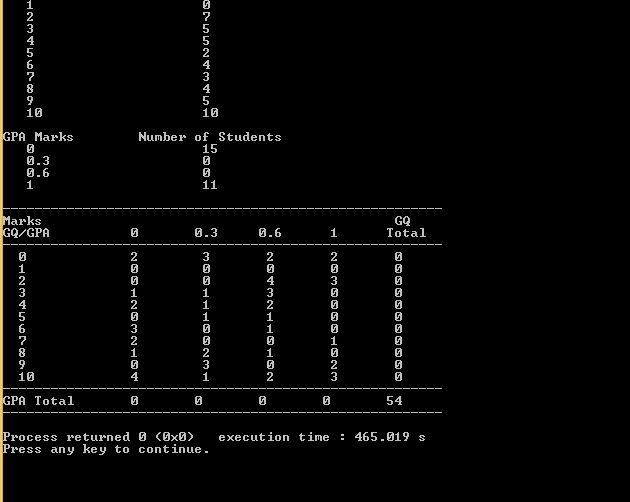 1 0
2 7
3 5
4 5
5 2
6 4
7 3
8 4
9 5
10 10
GPA Marks Number of Students
0 15
0.3 0
0.6 0
1 11
Marks GQ
GQ/GPA 0 0.3 0.6 1 Total
0 2 3 2 2 0
1 0 0 0 0 0
2 0 0 4 3 0
3 1 1 3 0 0
4 2 1 2 0 0
5 0 1 1 0 0
6 3 0 1 0 0
7 2 0 0 1 0
8 1 2 1 0 0
9 0 3 0 2 0
10 4 1 2 3 0
GPA Total 0 0 0 0 54
Process returned 0 (0x0) execution time : 465.019 s
Press any key to continue.